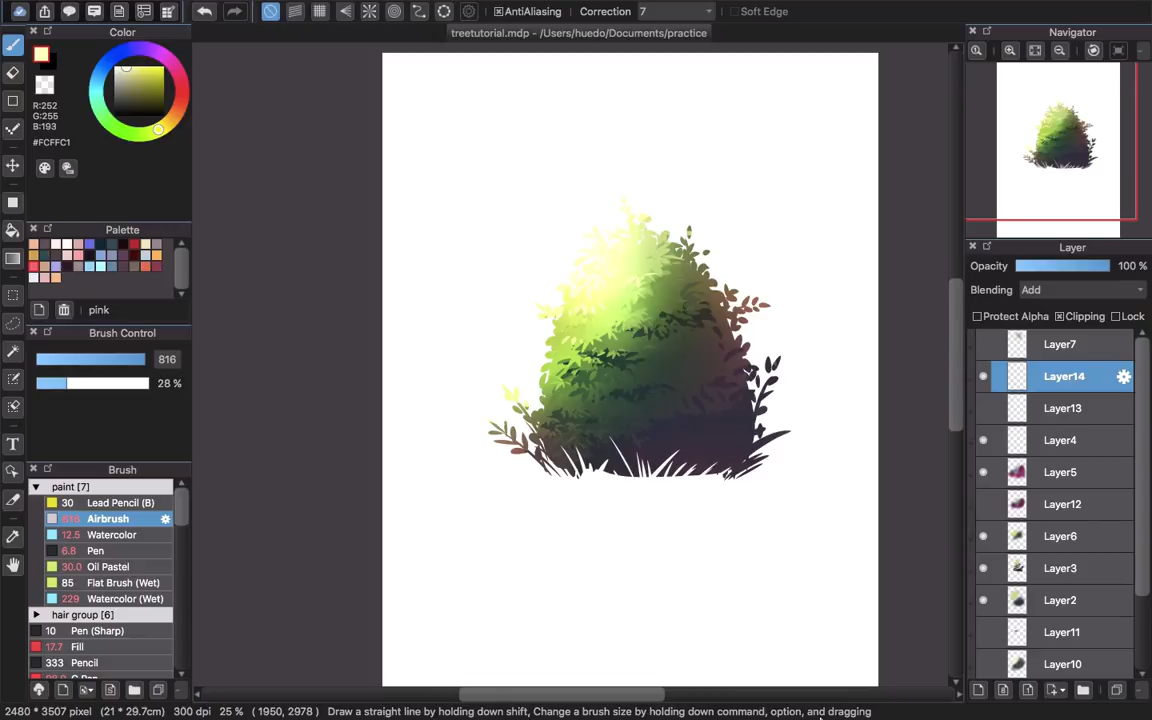 AntiAliasing Correction 7 Soft Edge
treetutorial.mdp - /Users/huedo/Documents/practice
Color
R:252
G:255
B:193
#FCFFC1
Palette
pink
Brush Control
816
28 %
Brush
paint [7]
30 Lead Pencil (B)
816 Airbrush
12.5 Watercolor
6.8 Pen
30.0 Oil Pastel
85 Flat Brush (Wet)
229 Watercolor (Wet)
hair group [6]
10 Pen (Sharp)
17.7 Fill
333 Pencil
Navigator
Layer
Opacity 100 %
Blending Add
Protect Alpha Clipping Lock
Layer7
Layer14
Layer13
Layer4
Layer5
Layer12
Layer6
Layer3
Layer2
Layer11
Layer10
2480 * 3507 pixel (21 * 29.7cm) 300 dpi 25 % ( 1950, 2978 ) Draw a straight line by holding down shift, Change a brush size by holding down command, option, and dragging